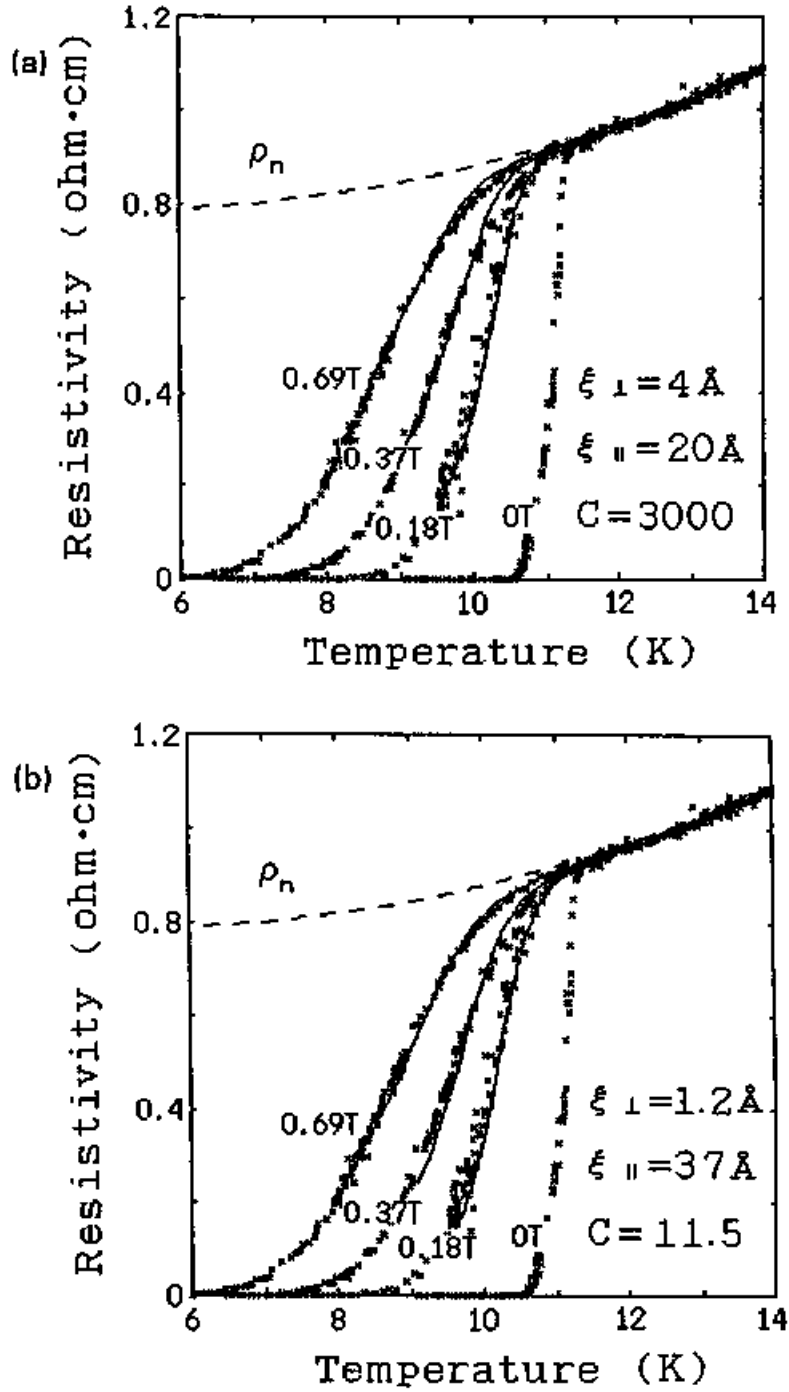 (a)
1.2
0.8
0.4
0
Resistivity (ohm·cm)
ρn
0.69T
0.37T
0.18T
0T
ξ ⊥=4Å
ξ ∥=20Å
C=3000
6 8 10 12 14
Temperature (K)
(b)
1.2
0.8
0.4
0
Resistivity (ohm·cm)
ρn
0.69T
0.37T
0.18T
0T
ξ ⊥=1.2Å
ξ ∥=37Å
C=11.5
6 8 10 12 14
Temperature (K)